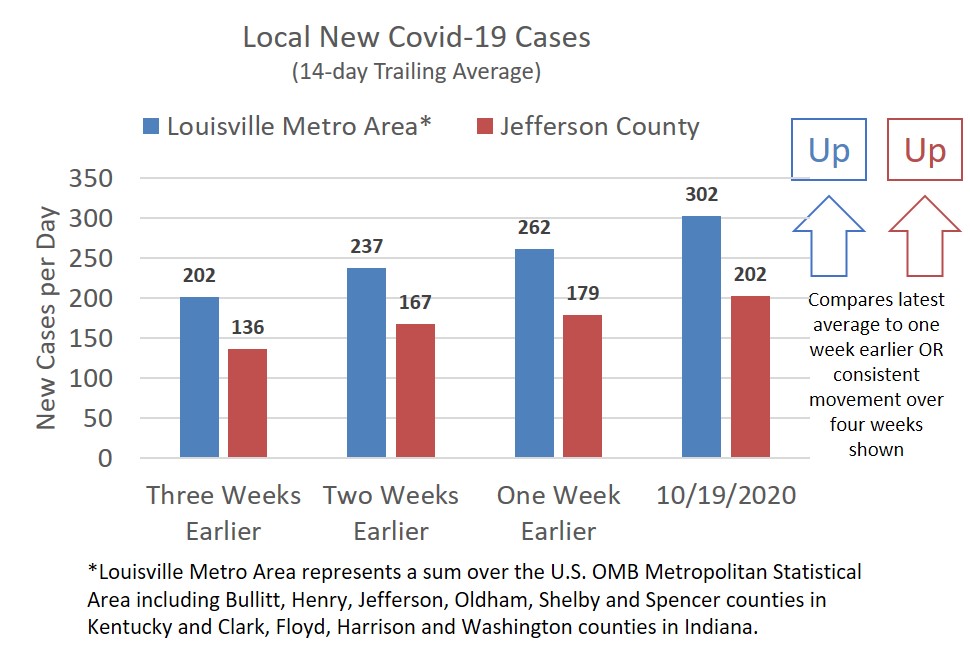 Local New Covid-19 Cases
(14-day Trailing Average)
Louisville Metro Area* Jefferson County
Up Up
New Cases per Day
350
300
250
200
150
100
50
0
202
136
237
167
262
179
302
202
Compares latest
average to one
week earlier OR
consistent
movement over
four weeks
shown
Three Weeks
Earlier
Two Weeks
Earlier
One Week
Earlier
10/19/2020
*Louisville Metro Area represents a sum over the U.S. OMB Metropolitan Statistical
Area including Bullitt, Henry, Jefferson, Oldham, Shelby and Spencer counties in
Kentucky and Clark, Floyd, Harrison and Washington counties in Indiana.